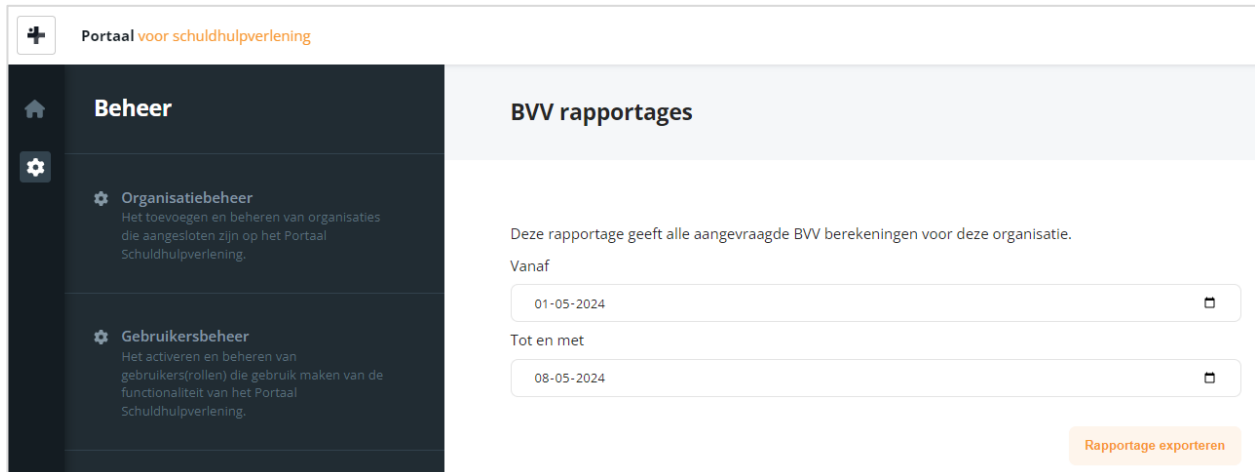 Portaal voor schuldhulpverlening
Beheer
Organisatiebeheer
Het toevoegen en beheren van organisaties
die aangesloten zijn op het Portaal
Schuldhulpverlening.
Gebruikersbeheer
Het activeren en beheren van
gebruikers(rollen) die gebruik maken van de
functionaliteit van het Portaal
Schuldhulpverlening.
BVV rapportages
Deze rapportage geeft alle aangevraagde BVV berekeningen voor deze organisatie.
Vanaf
01-05-2024
Tot en met
08-05-2024
Rapportage exporteren